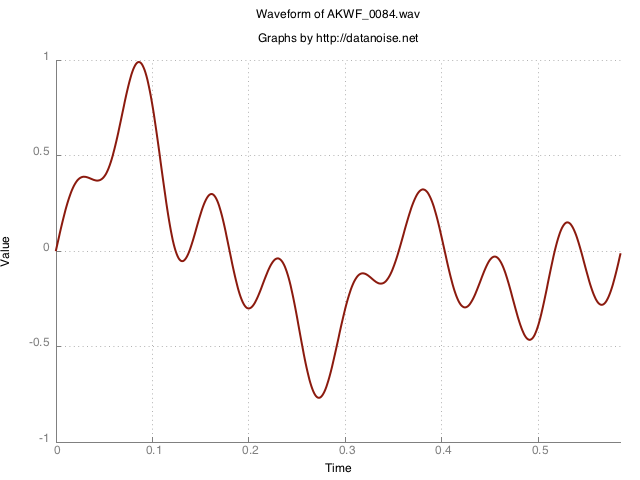 Waveform of AKWF_0084.wav
Graphs by http://datanoise.net
1
0.5
0
-0.5
-1
Value
0 0.1 0.2 0.3 0.4 0.5
Time